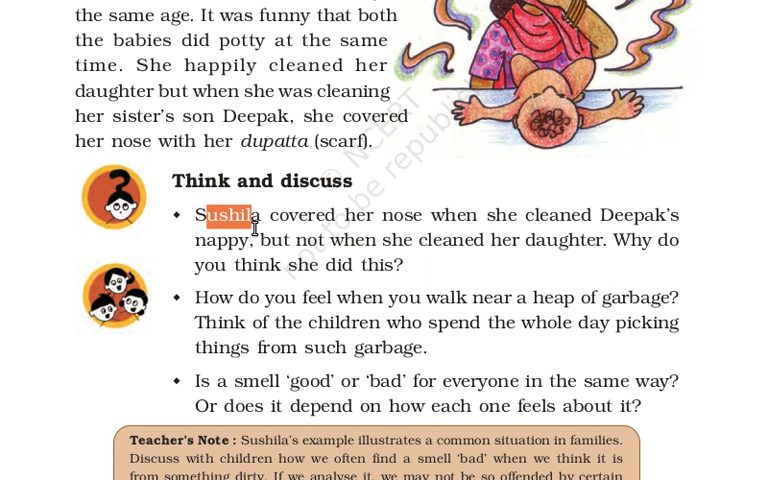 the same age. It was funny that both
the babies did potty at the same
time. She happily cleaned her
daughter but when she was cleaning
her sister's son Deepak, she covered
her nose with her dupatta (scarf).
Think and discuss
• Sushila covered her nose when she cleaned Deepak's
nappy, but not when she cleaned her daughter. Why do
you think she did this?
• How do you feel when you walk near a heap of garbage?
Think of the children who spend the whole day picking
things from such garbage.
• Is a smell 'good' or 'bad' for everyone in the same way?
Or does it depend on how each one feels about it?
Teacher's Note : Sushila's example illustrates a common situation in families.
Discuss with children how we often find a smell 'bad' when we think it is
from something dirty. If we analyse it, we may not be so offended by certain
© NCERT
not to be republis